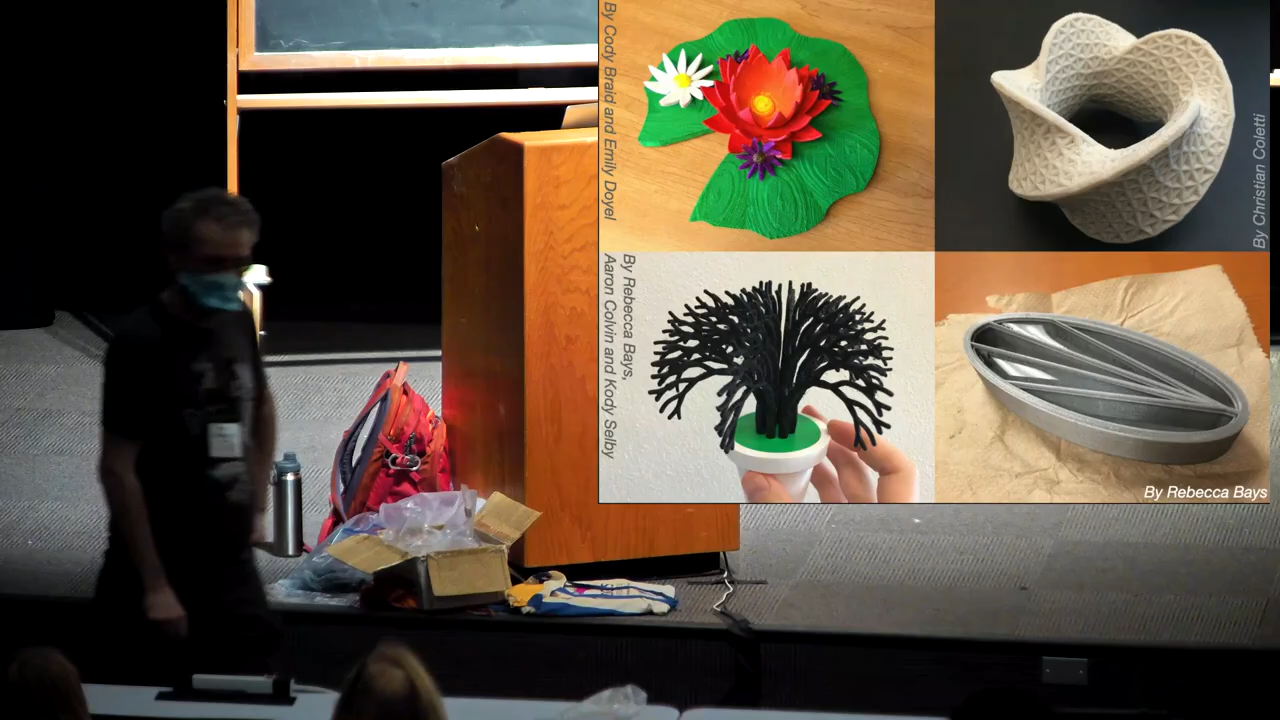 By Cody Braid and Emily Doyel
By Christian Coletti
By Rebecca Bays,
Aaron Colvin and Kody Selby
By Rebecca Bays